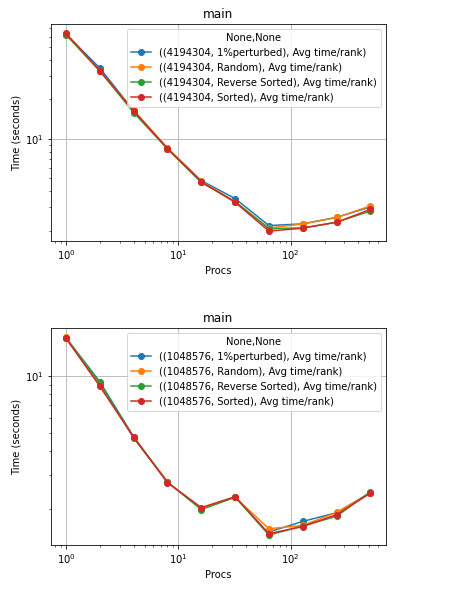 main
None,None
((4194304, 1%perturbed), Avg time/rank)
((4194304, Random), Avg time/rank)
((4194304, Reverse Sorted), Avg time/rank)
((4194304, Sorted), Avg time/rank)
Time (seconds)
10¹
10⁰ 10¹ 10²
Procs
main
None,None
((1048576, 1%perturbed), Avg time/rank)
((1048576, Random), Avg time/rank)
((1048576, Reverse Sorted), Avg time/rank)
((1048576, Sorted), Avg time/rank)
Time (seconds)
10¹
10⁰ 10¹ 10²
Procs